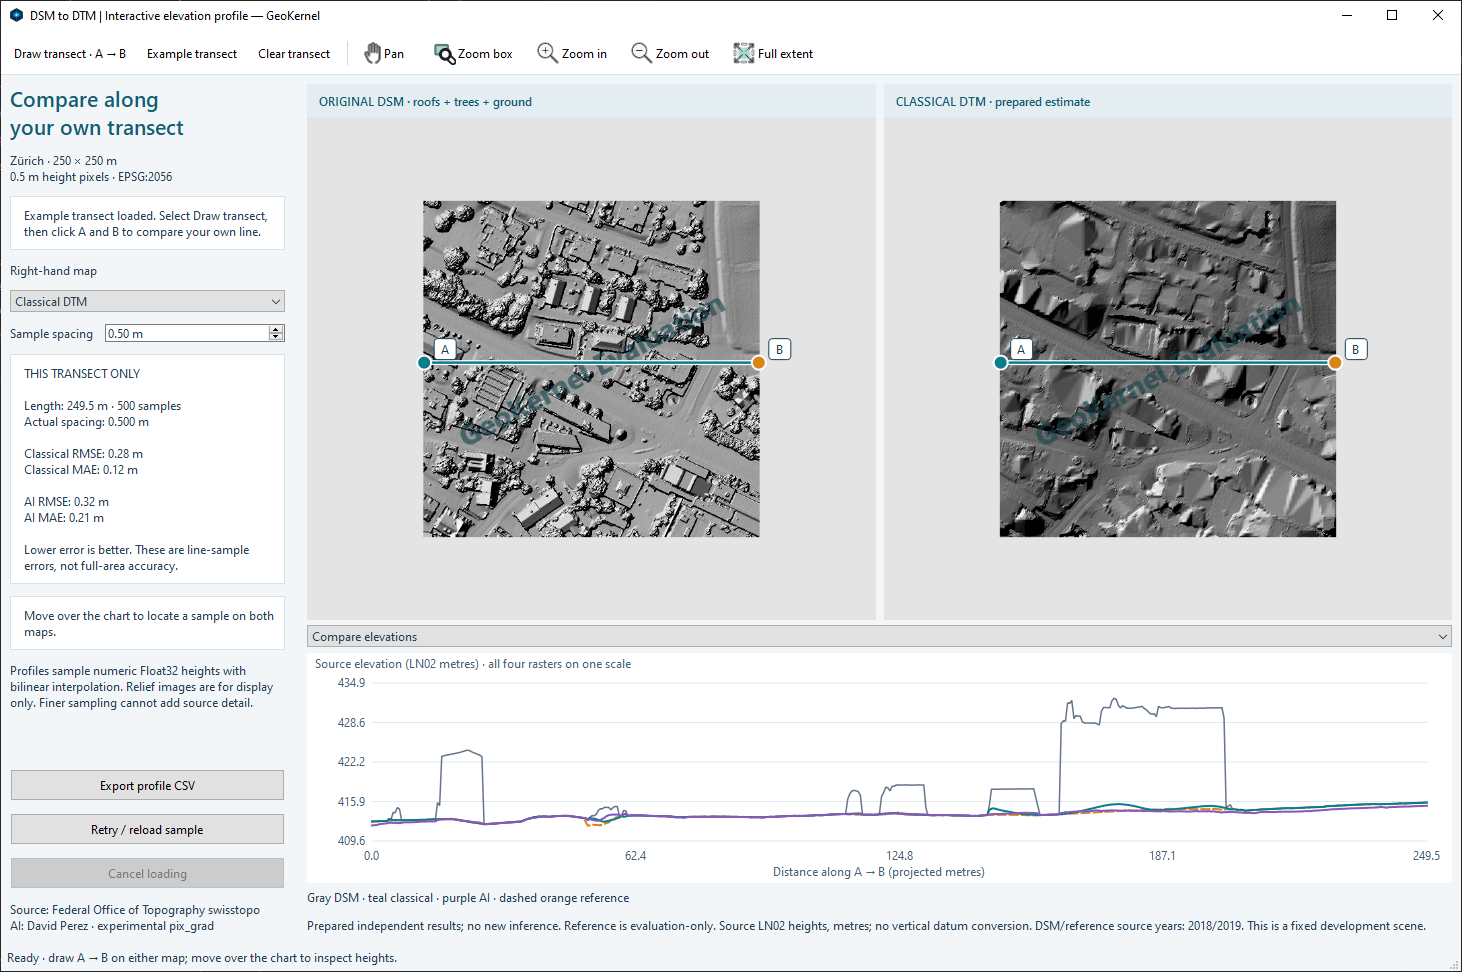 DSM to DTM | Interactive elevation profile — GeoKernel
Draw transect · A → B
Example transect
Clear transect
Pan
Zoom box
Zoom in
Zoom out
Full extent
Compare along
your own transect
Zürich · 250 × 250 m
0.5 m height pixels · EPSG:2056
Example transect loaded. Select Draw transect,
then click A and B to compare your own line.
Right-hand map
Classical DTM
Sample spacing
0.50 m
THIS TRANSECT ONLY
Length: 249.5 m · 500 samples
Actual spacing: 0.500 m
Classical RMSE: 0.28 m
Classical MAE: 0.12 m
AI RMSE: 0.32 m
AI MAE: 0.21 m
Lower error is better. These are line-sample
errors, not full-area accuracy.
Move over the chart to locate a sample on both
maps.
Profiles sample numeric Float32 heights with
bilinear interpolation. Relief images are for display
only. Finer sampling cannot add source detail.
Export profile CSV
Retry / reload sample
Cancel loading
Source: Federal Office of Topography swisstopo
AI: David Perez · experimental pix_grad
Ready · draw A → B on either map; move over the chart to inspect heights.
ORIGINAL DSM · roofs + trees + ground
A
B
GeoKernel Evaluation
CLASSICAL DTM · prepared estimate
A
B
GeoKernel Evaluation
Compare elevations
Source elevation (LN02 metres) · all four rasters on one scale
434.9
428.6
422.2
415.9
409.6
0.0
62.4
124.8
187.1
249.5
Distance along A → B (projected metres)
Gray DSM · teal classical · purple AI · dashed orange reference
Prepared independent results; no new inference. Reference is evaluation-only. Source LN02 heights, metres; no vertical datum conversion. DSM/reference source years: 2018/2019. This is a fixed development scene.